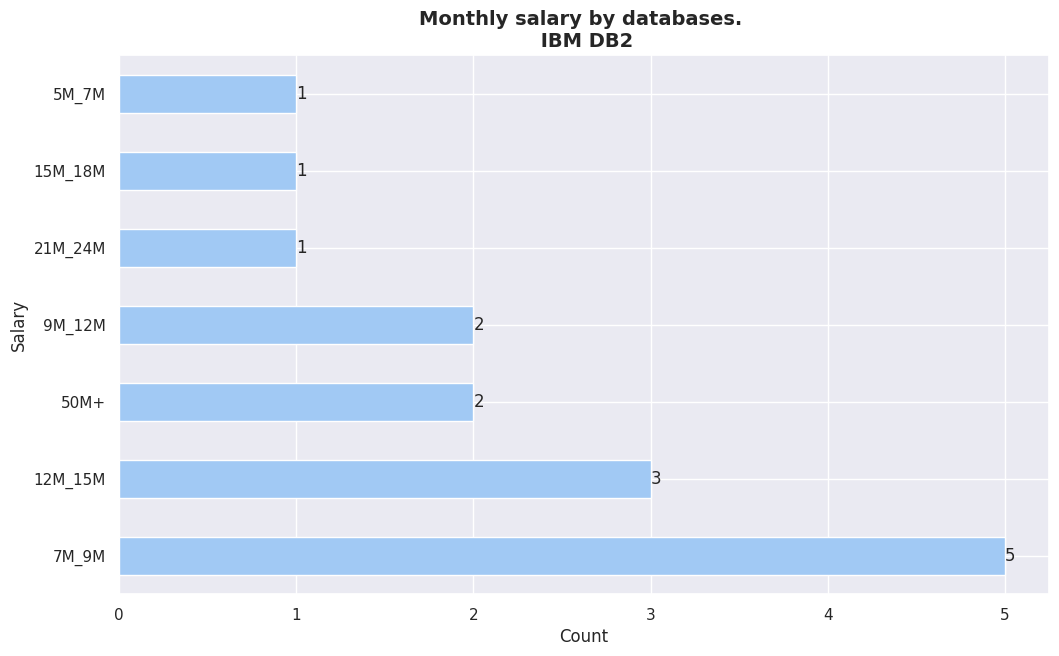 Monthly salary by databases.
IBM DB2
Salary
5M_7M
1
15M_18M
1
21M_24M
1
9M_12M
2
50M+
2
12M_15M
3
7M_9M
5
0 1 2 3 4 5
Count